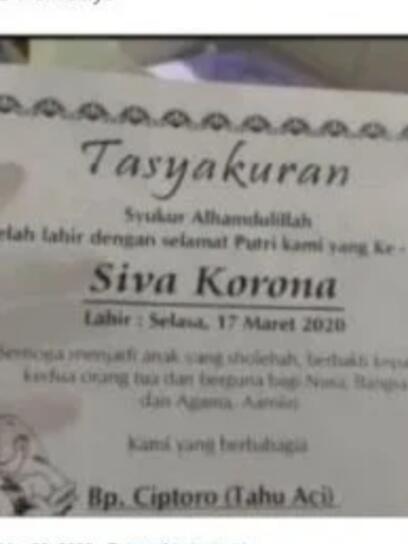 Tasyakuran
Syukur Alhamdulillah
elah lahir dengan selamat Putri kami yang Ke -
Siva Korona
Lahir : Selasa, 17 Maret 2020
Semoga menjadi anak yang sholehah, berbakti kepa
kedua orang tua dan berguna bagi Nusa, Bangsa
dan Agama. Aamiin
Kami yang berbahagia
Bp. Ciptoro (Tahu Aci)